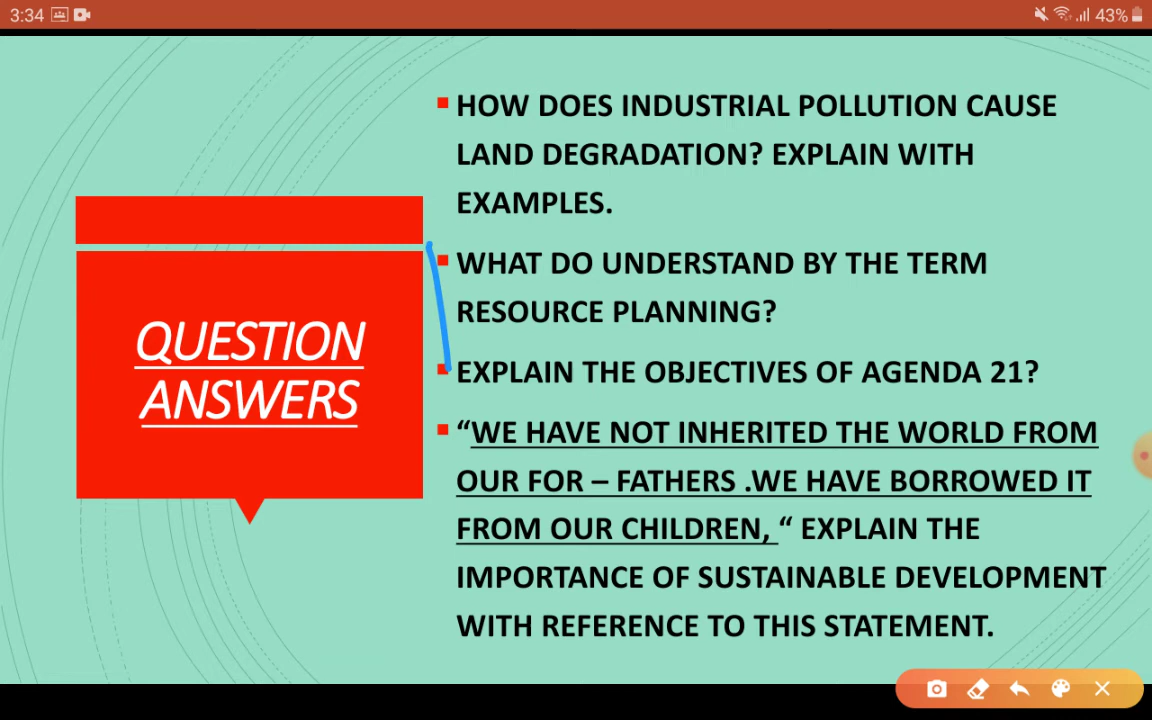 3:34
43%
QUESTION
ANSWERS
HOW DOES INDUSTRIAL POLLUTION CAUSE
LAND DEGRADATION? EXPLAIN WITH
EXAMPLES.
WHAT DO UNDERSTAND BY THE TERM
RESOURCE PLANNING?
EXPLAIN THE OBJECTIVES OF AGENDA 21?
“WE HAVE NOT INHERITED THE WORLD FROM
OUR FOR – FATHERS .WE HAVE BORROWED IT
FROM OUR CHILDREN, “ EXPLAIN THE
IMPORTANCE OF SUSTAINABLE DEVELOPMENT
WITH REFERENCE TO THIS STATEMENT.